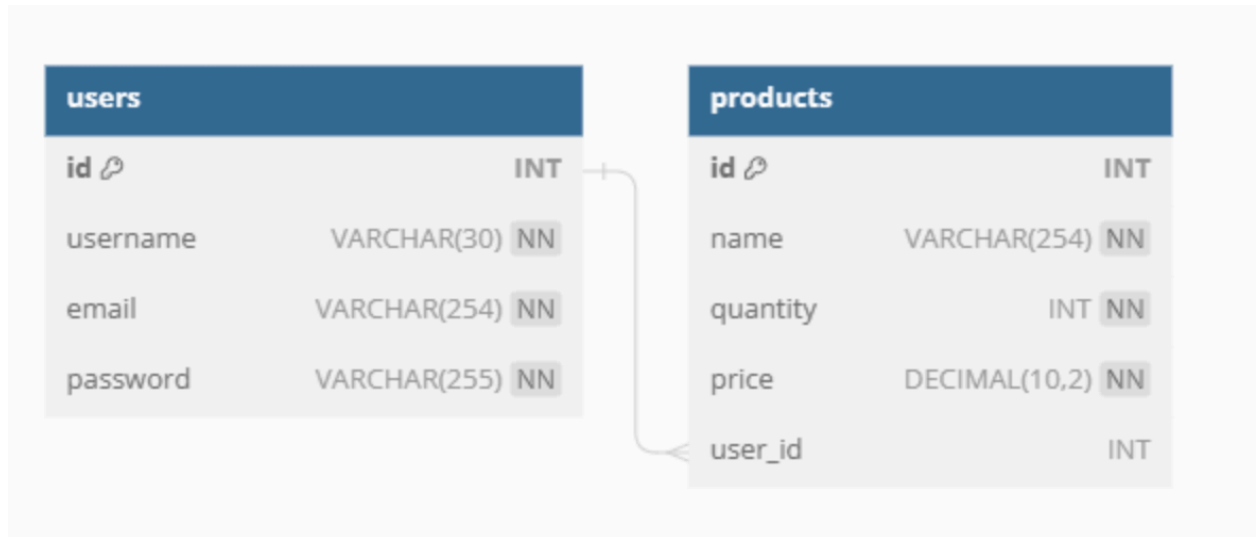 users
id INT
username VARCHAR(30) NN
email VARCHAR(254) NN
password VARCHAR(255) NN
products
id INT
name VARCHAR(254) NN
quantity INT NN
price DECIMAL(10,2) NN
user_id INT